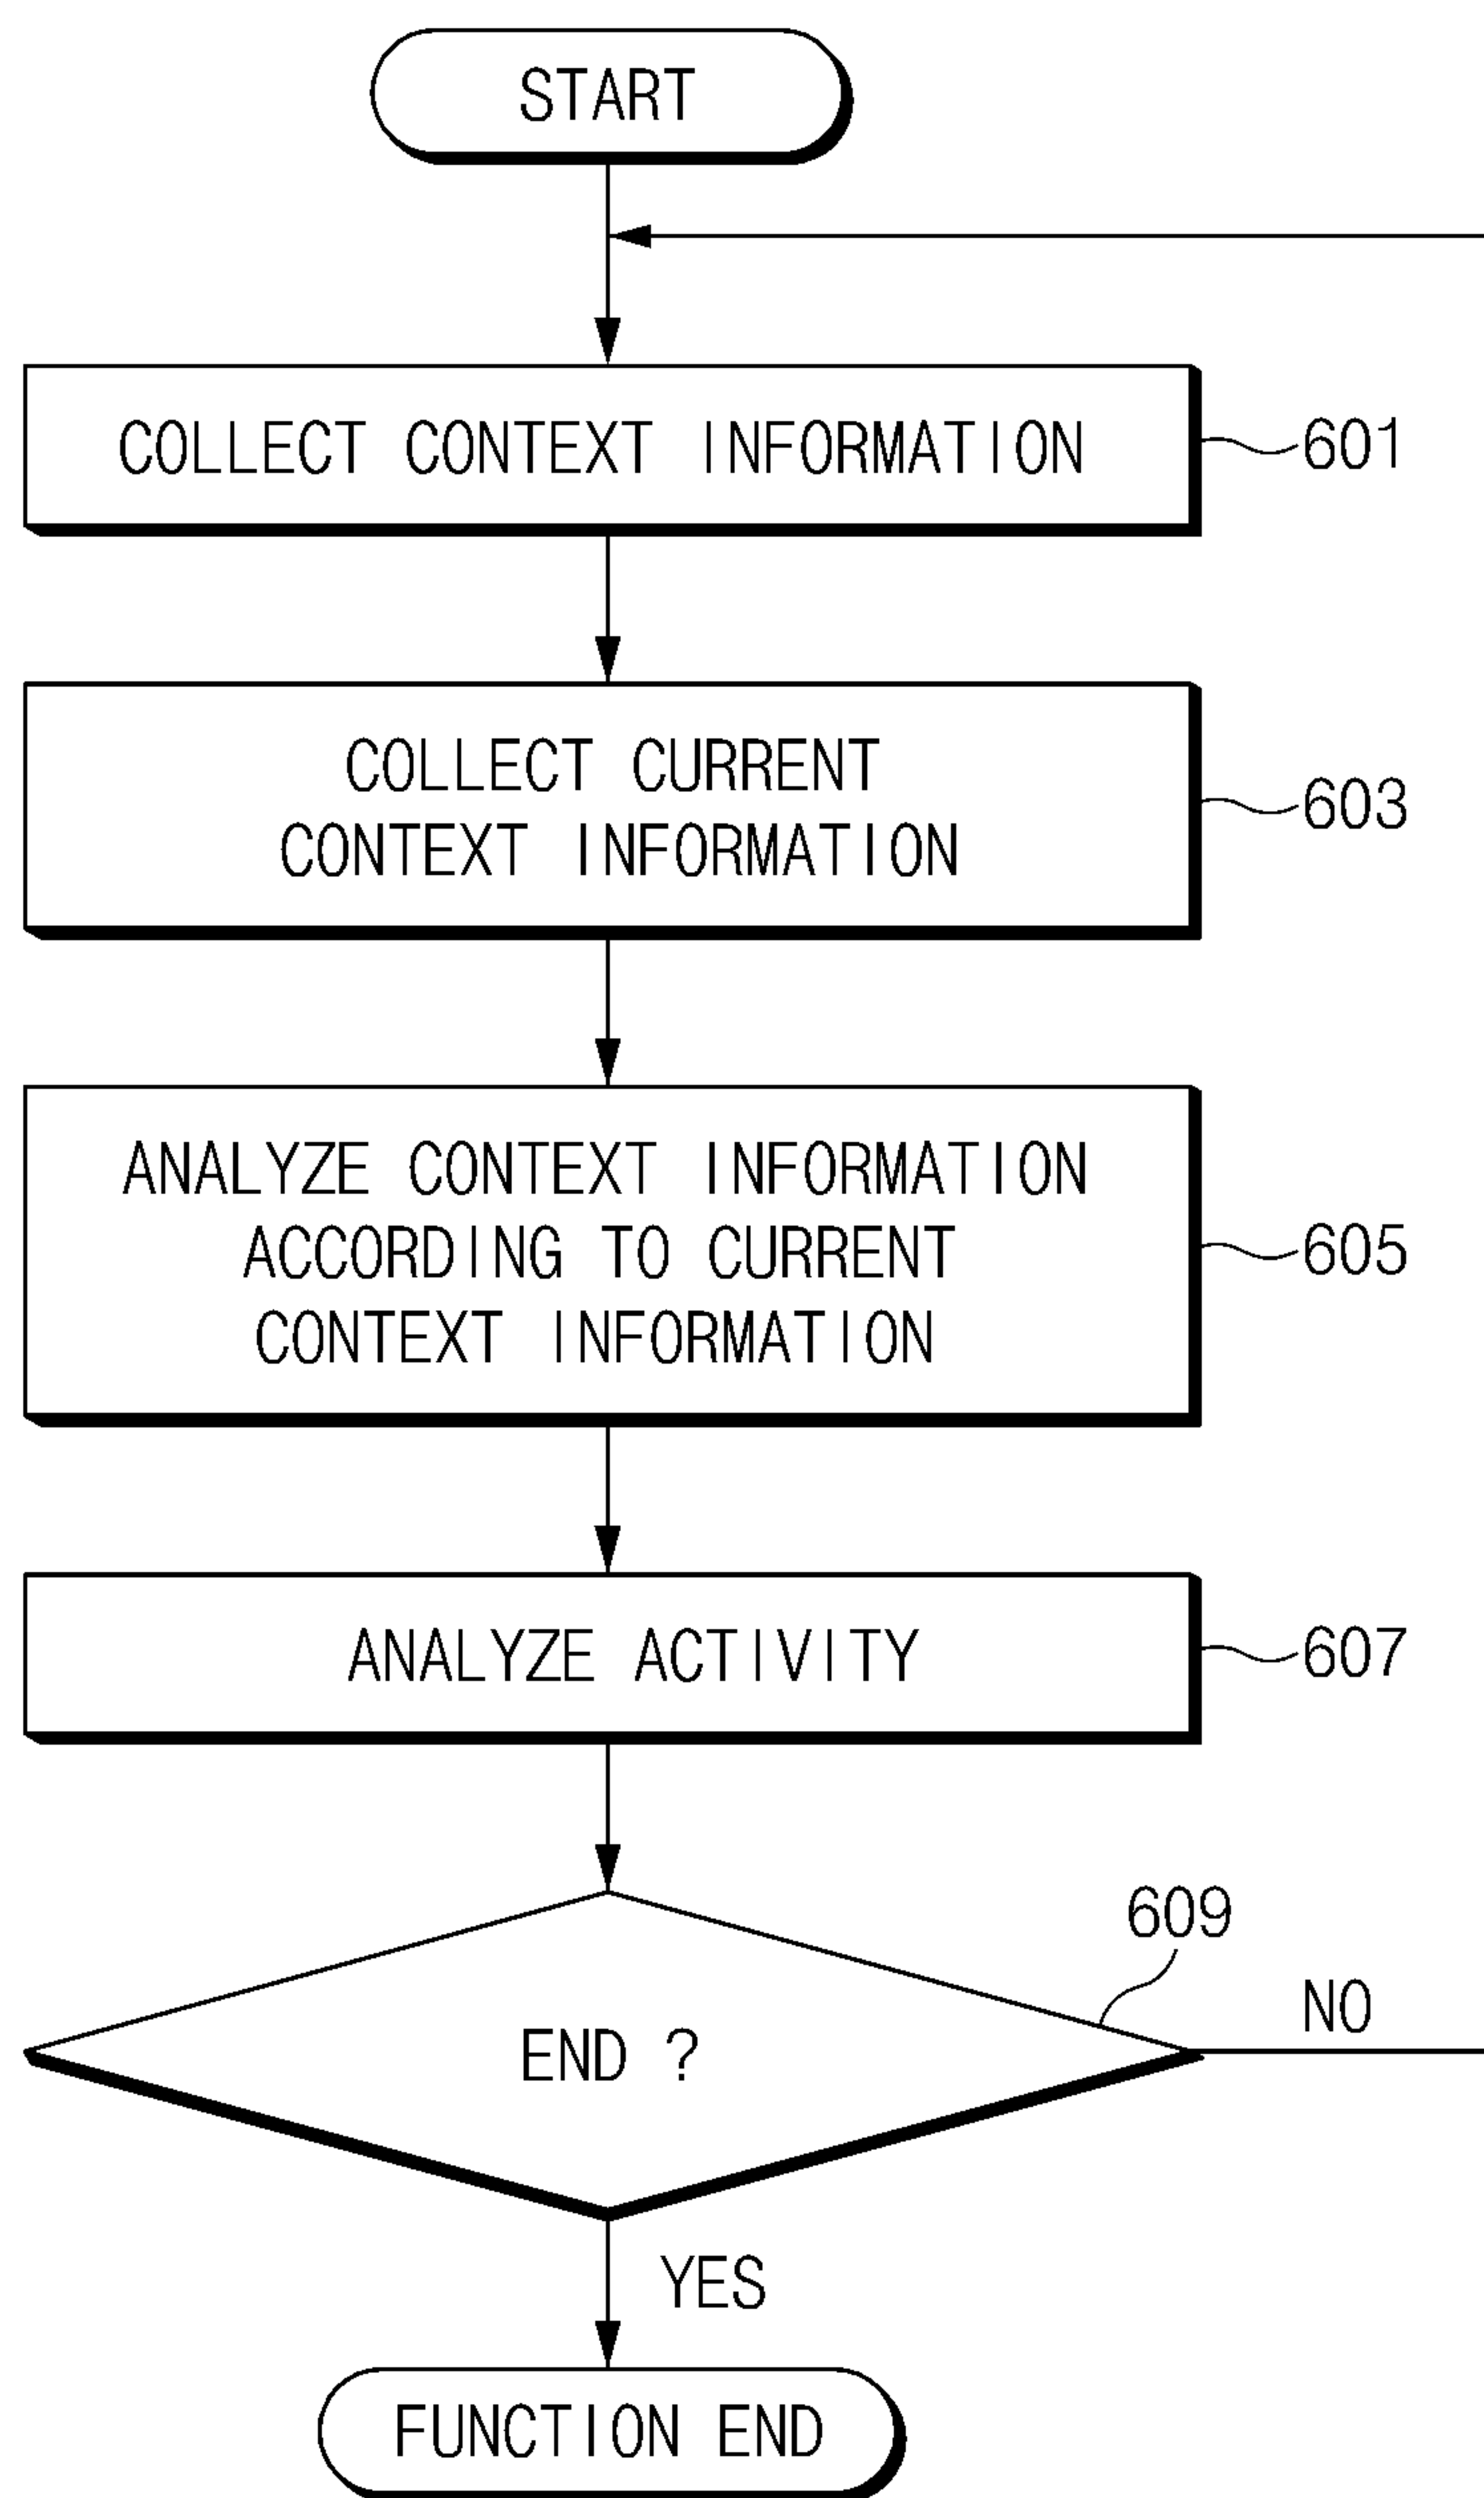 START
COLLECT CONTEXT INFORMATION
601
COLLECT CURRENT
CONTEXT INFORMATION
603
ANALYZE CONTEXT INFORMATION
ACCORDING TO CURRENT
CONTEXT INFORMATION
605
ANALYZE ACTIVITY
607
609
NO
END ?
YES
FUNCTION END